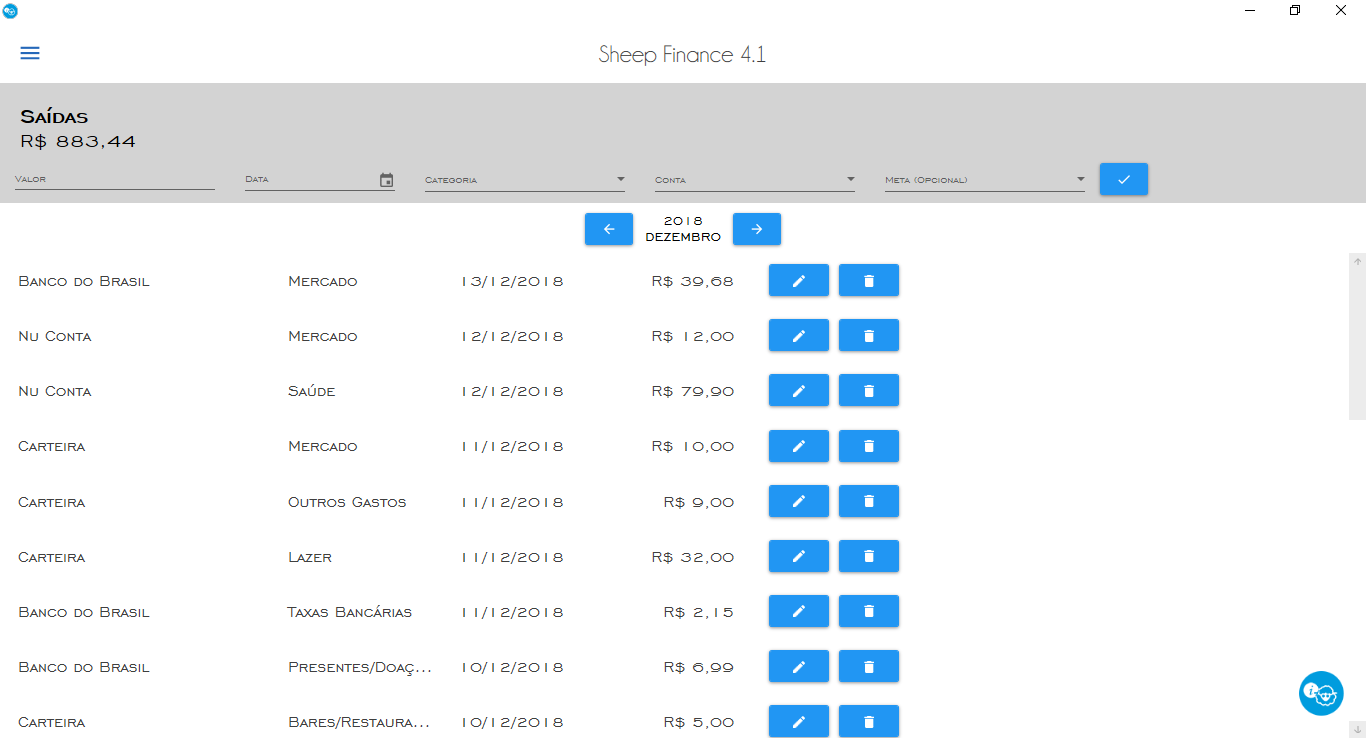 Sheep Finance 4.1
Saídas
R$ 883,44
Valor
Data
Categoria
Conta
Meta (Opcional)
2018
DEZEMBRO
Banco do Brasil Mercado 13/12/2018 R$ 39,68
Nu Conta Mercado 12/12/2018 R$ 12,00
Nu Conta Saúde 12/12/2018 R$ 79,90
Carteira Mercado 11/12/2018 R$ 10,00
Carteira Outros Gastos 11/12/2018 R$ 9,00
Carteira Lazer 11/12/2018 R$ 32,00
Banco do Brasil Taxas Bancárias 11/12/2018 R$ 2,15
Banco do Brasil Presentes/Doaç... 10/12/2018 R$ 6,99
Carteira Bares/Restaura... 10/12/2018 R$ 5,00